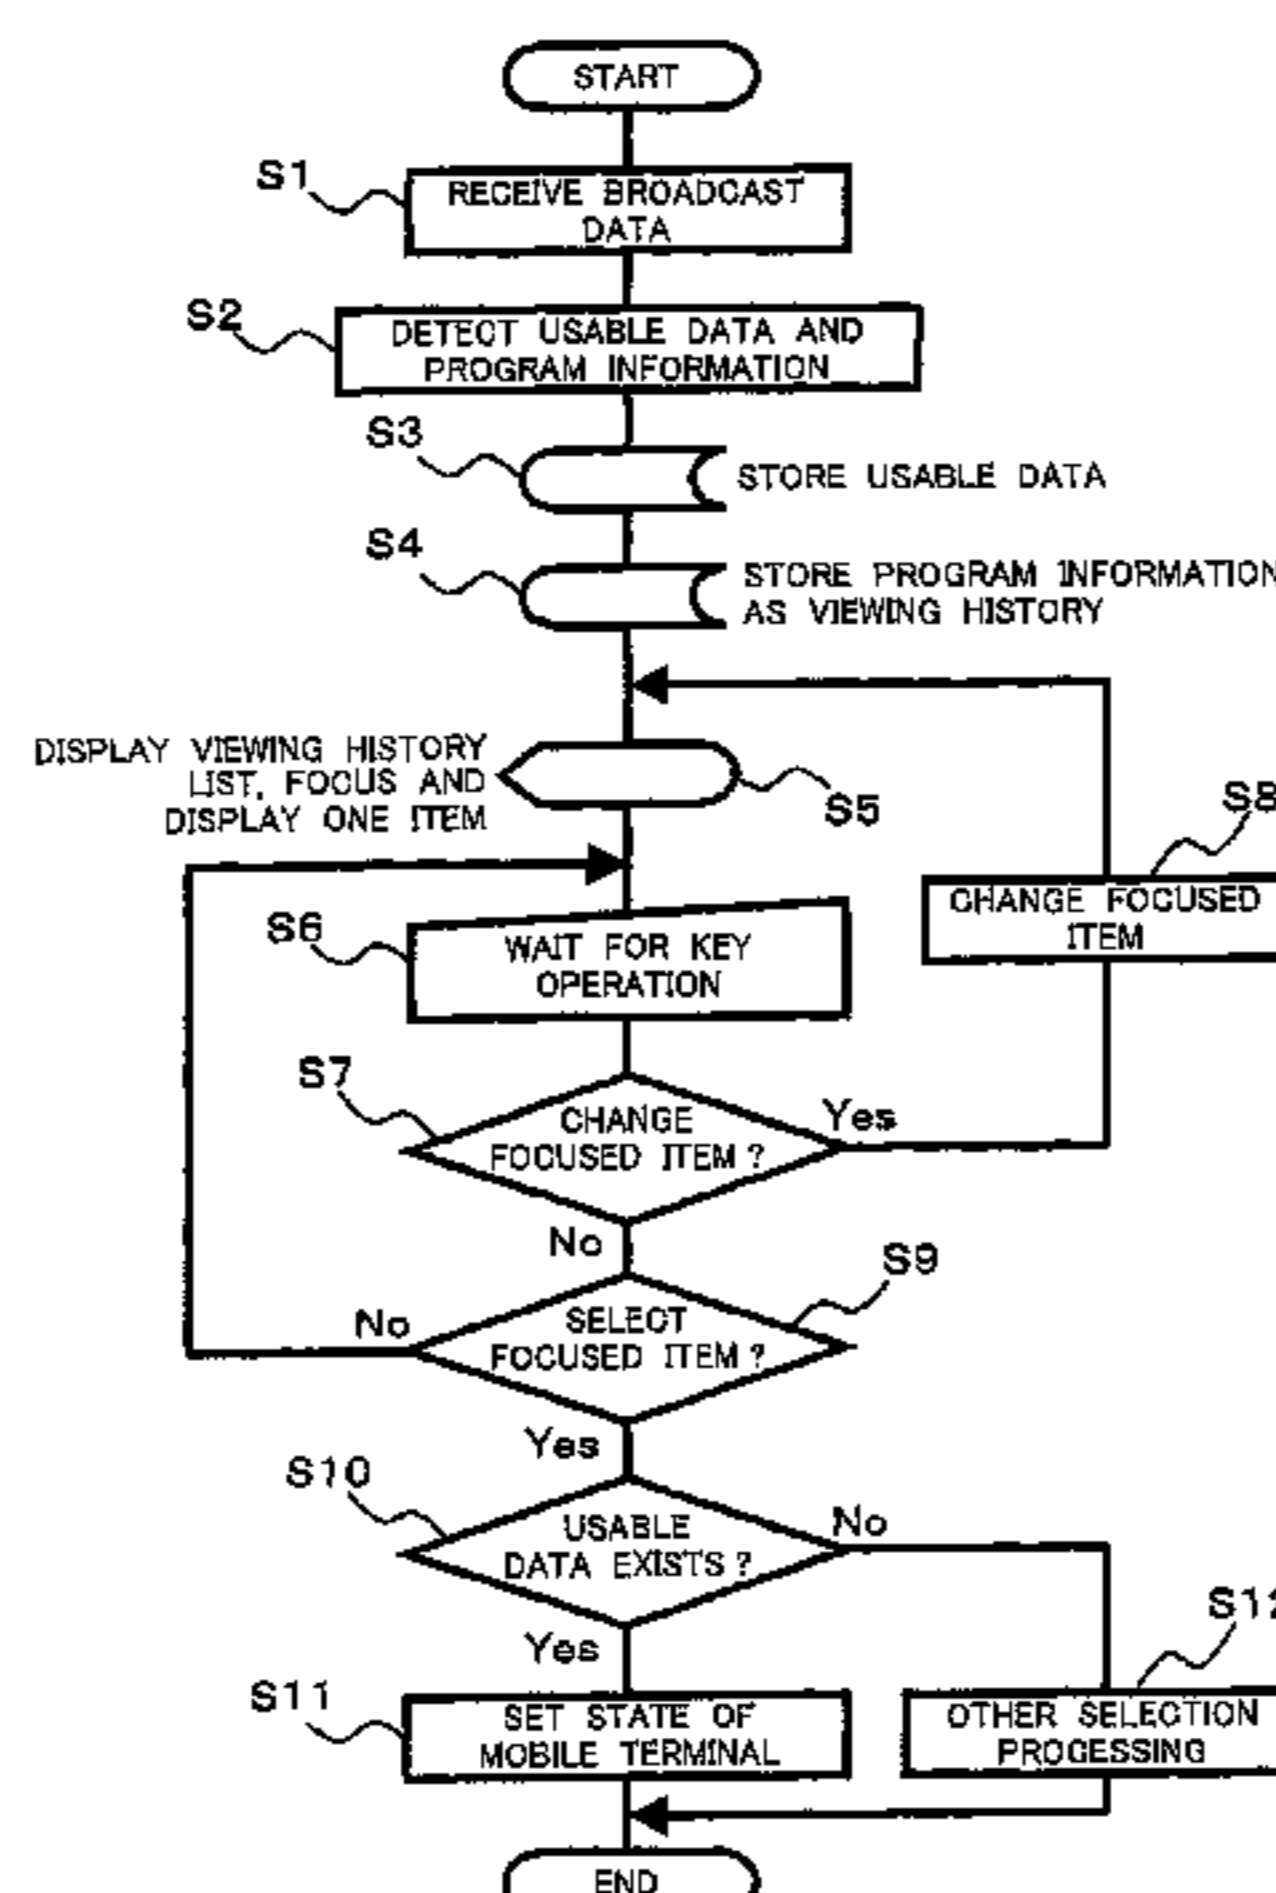 START
S1
RECEIVE BROADCAST
DATA
S2
DETECT USABLE DATA AND
PROGRAM INFORMATION
S3
STORE USABLE DATA
S4
STORE PROGRAM INFORMATION
AS VIEWING HISTORY
DISPLAY VIEWING HISTORY
LIST, FOCUS AND
DISPLAY ONE ITEM
S5
S8
CHANGE FOCUSED
ITEM
S6
WAIT FOR KEY
OPERATION
S7
CHANGE
FOCUSED ITEM?
Yes
No
S9
SELECT
FOCUSED ITEM?
No
Yes
S10
USABLE
DATA EXISTS?
No
Yes
S12
S11
SET STATE OF
MOBILE TERMINAL
OTHER SELECTION
PROCESSING
END